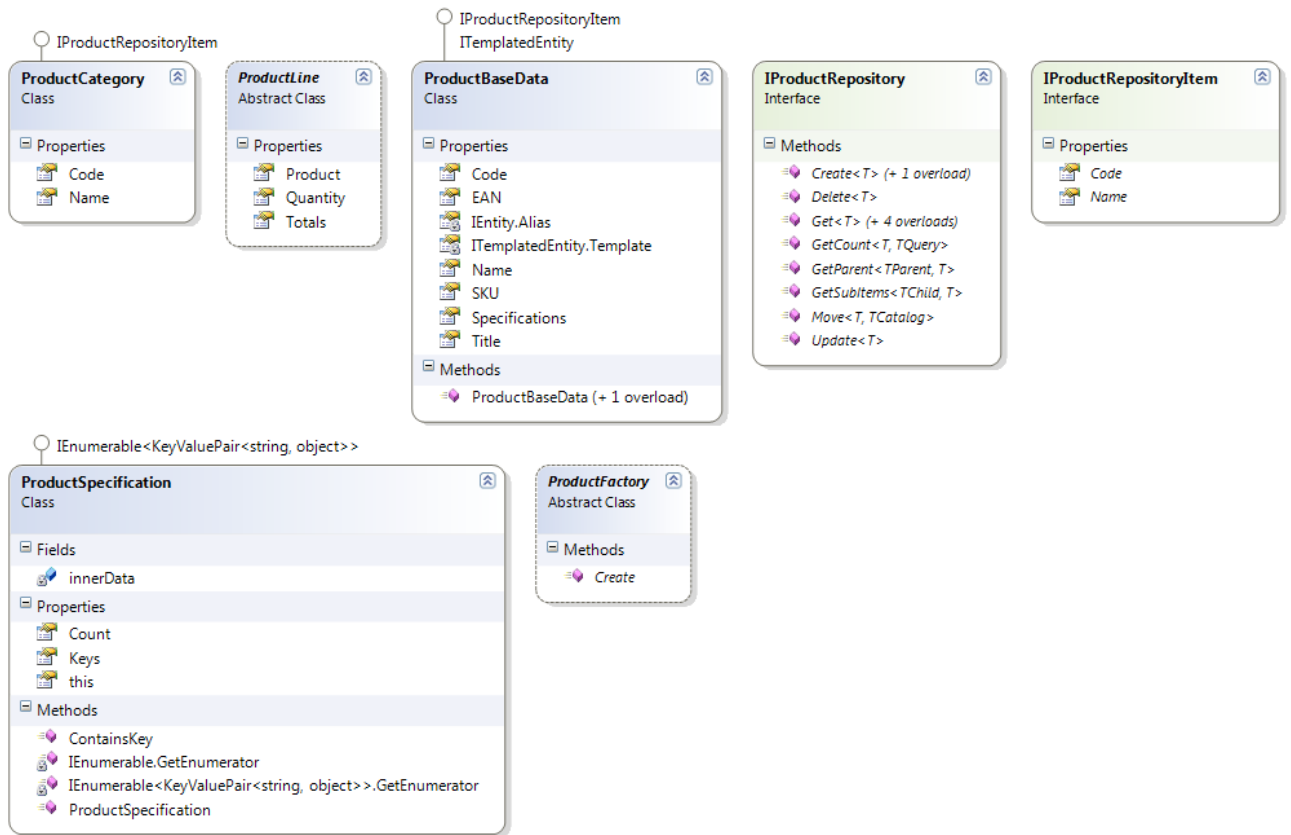 IProductRepositoryItem
ProductCategory
Class
Properties
Code
Name
ProductLine
Abstract Class
Properties
Product
Quantity
Totals
IProductRepositoryItem
ITemplatedEntity
ProductBaseData
Class
Properties
Code
EAN
IEntity.Alias
ITemplatedEntity.Template
Name
SKU
Specifications
Title
Methods
ProductBaseData (+ 1 overload)
IProductRepository
Interface
Methods
Create<T> (+ 1 overload)
Delete<T>
Get<T> (+ 4 overloads)
GetCount<T, TQuery>
GetParent<TParent, T>
GetSubItems<TChild, T>
Move<T, TCatalog>
Update<T>
IProductRepositoryItem
Interface
Properties
Code
Name
IEnumerable<KeyValuePair<string, object>>
ProductSpecification
Class
Fields
innerData
Properties
Count
Keys
this
Methods
ContainsKey
IEnumerable.GetEnumerator
IEnumerable<KeyValuePair<string, object>>.GetEnumerator
ProductSpecification
ProductFactory
Abstract Class
Methods
Create